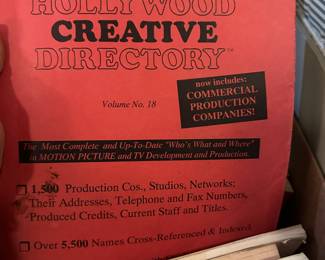 HOLLYWOOD
CREATIVE
DIRECTORY™
Volume No. 18
now includes:
COMMERCIAL
PRODUCTION
COMPANIES!
The Most Complete and Up-To-Date "Who's What and Where"
in MOTION PICTURE and TV Development and Production.
1,500 Production Cos., Studios, Networks;
Their Addresses, Telephone and Fax Numbers,
Produced Credits, Current Staff and Titles.
Over 5,500 Names Cross-Referenced & Indexed.